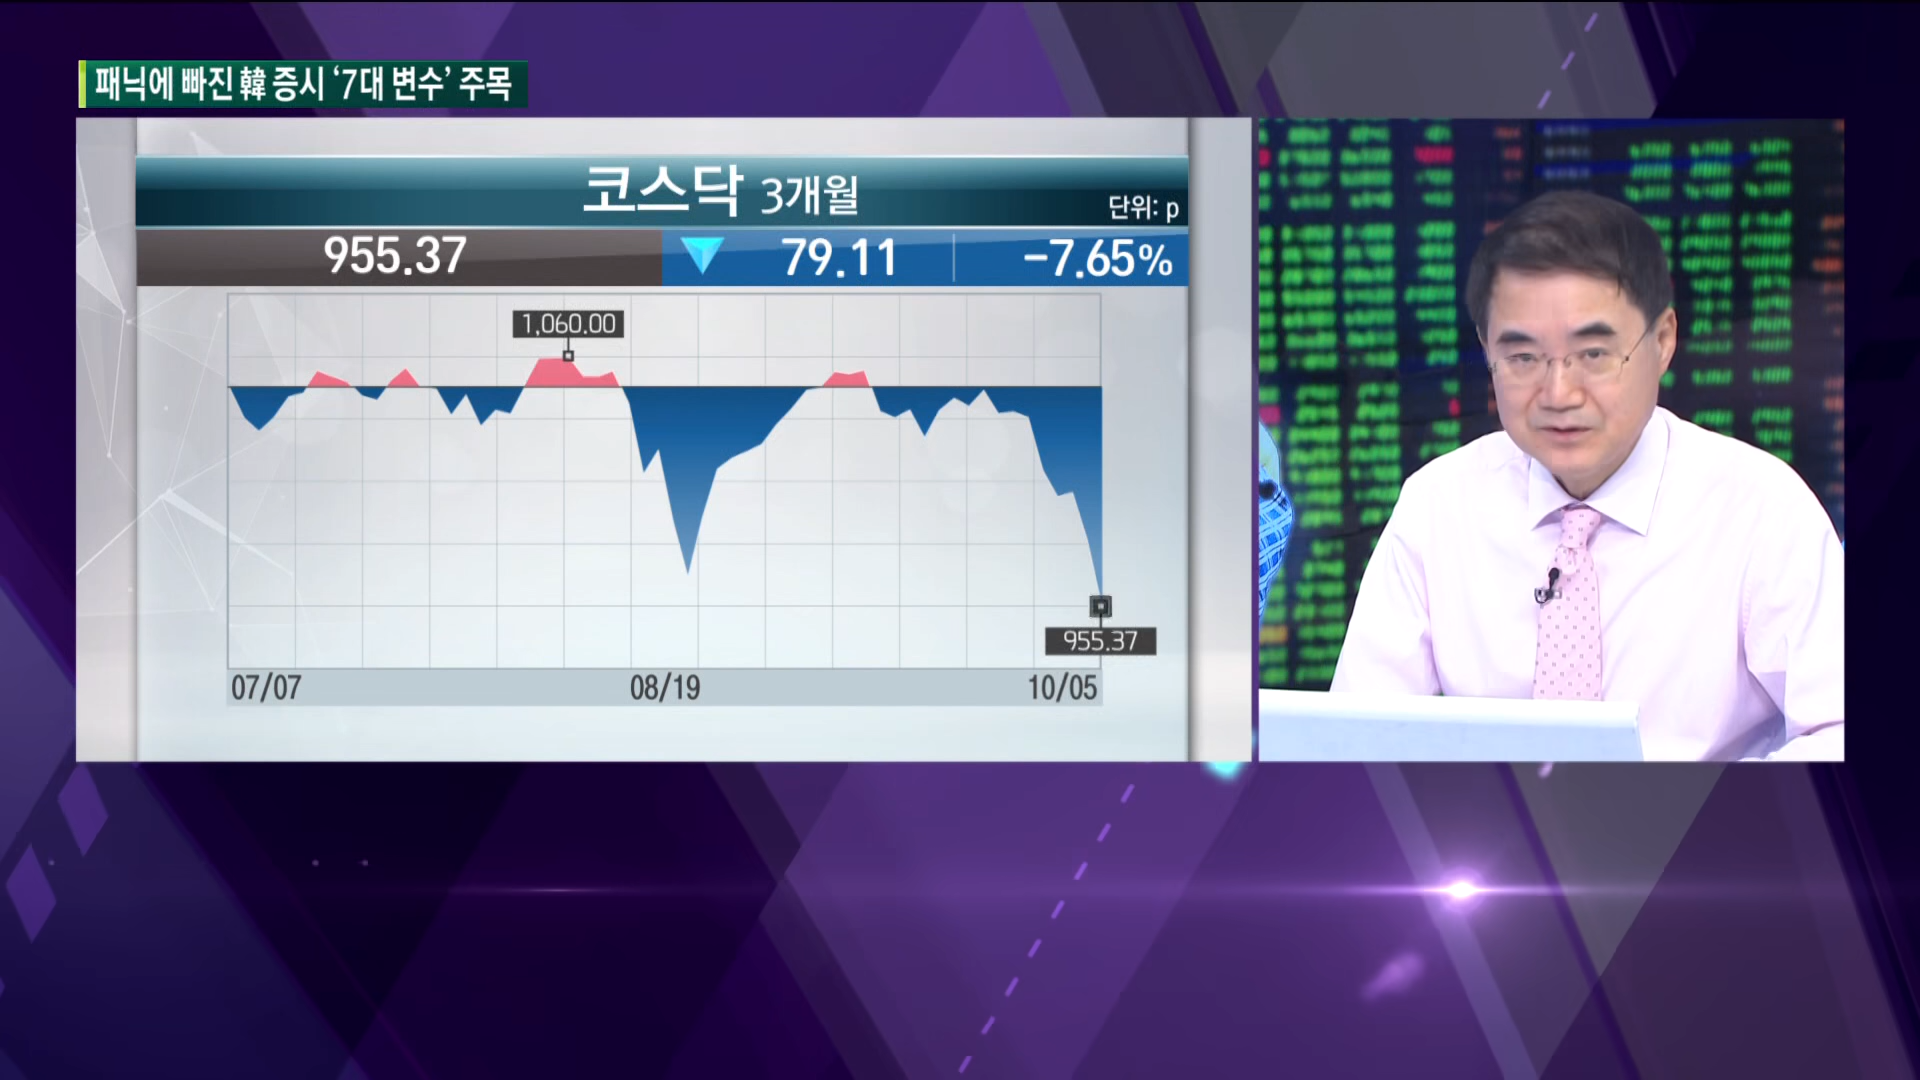 패닉에 빠진 韓 증시 ‘7대 변수’ 주목
코스닥 3개월
단위: p
955.37 79.11 -7.65%
1,060.00
955.37
07/07 08/19 10/05